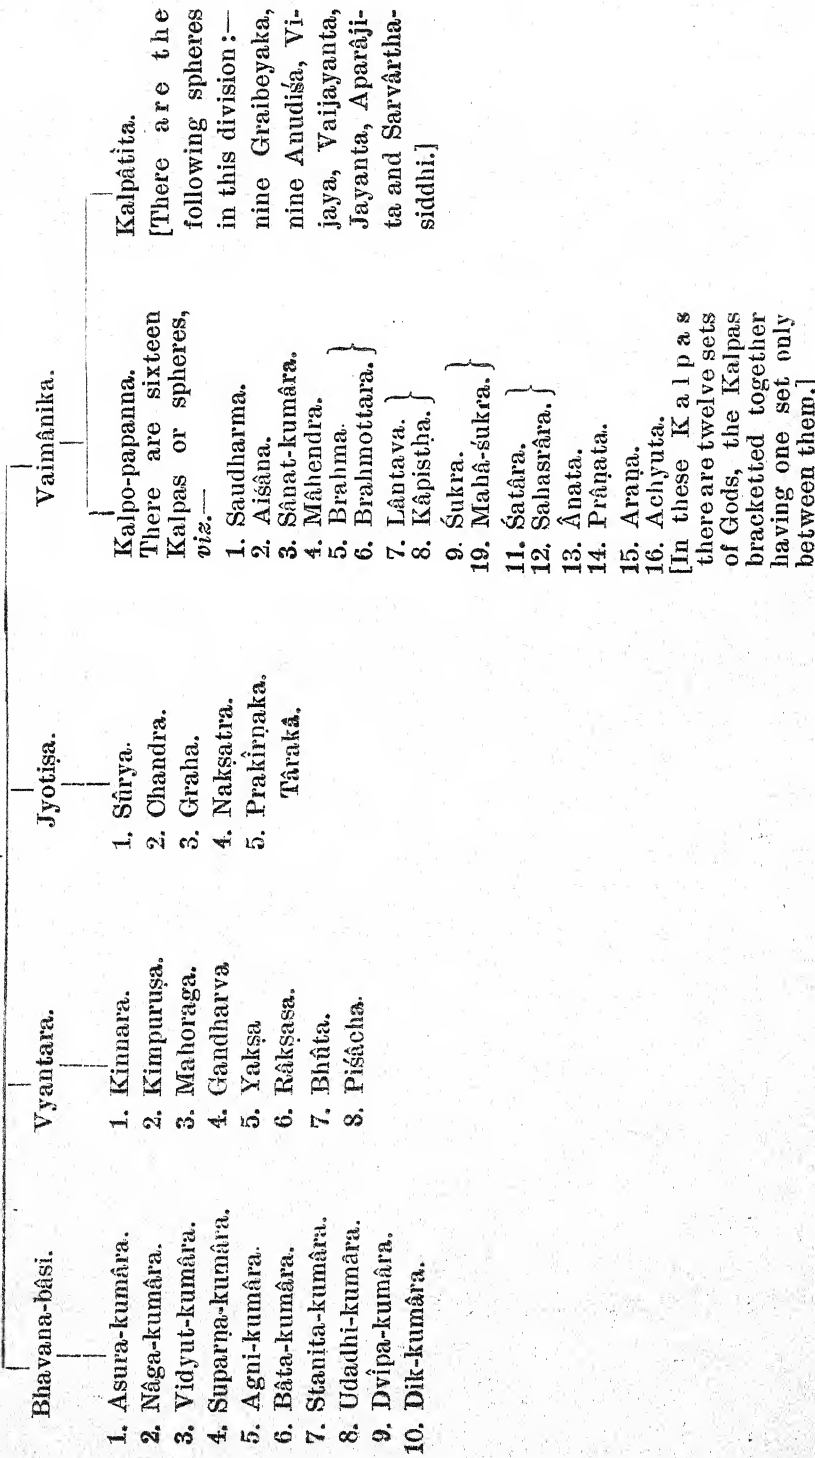 Bhavana-bâsi.
1. Asura-kumâra.
2. Nâga-kumâra.
3. Vidyut-kumâra.
4. Suparṇa-kumâra.
5. Agni-kumâra.
6. Bâta-kumâra.
7. Stanita-kumâra.
8. Udadhi-kumâra.
9. Dvîpa-kumâra.
10. Dik-kumâra.
Vyantara.
1. Kinnara.
2. Kimpuruṣa.
3. Mahoraga.
4. Gandharva
5. Yakṣa
6. Râkṣasa.
7. Bhûta.
8. Piśâcha.
Jyotiṣa.
1. Sûrya.
2. Chandra.
3. Graha.
4. Nakṣatra.
5. Prakîrṇaka.
Târakâ.
Vaimânika.
Kalpo-papanna.
There are sixteen
Kalpas or spheres,
viz.—
1. Saudharma.
2. Aiśâna.
3. Sânat-kumâra.
4. Mâhendra.
5. Brahma. }
6. Brahmottara. }
7. Lântava. }
8. Kâpistḥa. }
9. Śukra. }
19. Mahâ-śukra. }
11. Śatâra. }
12. Sahasrâra. }
13. Ânata.
14. Prâṇata.
15. Araṇa.
16. Achyuta.
[In these Kalpas
there are twelve sets
of Gods, the Kalpas
bracketted together
having one set only
between them.]
Kalpâtîta.
[There are the
following spheres
in this division:—
nine Graibeyaka,
nine Anudiśa, Vi-
jaya, Vaijayanta,
Jayanta, Aparâji-
ta and Sarvârtha-
siddhi.]